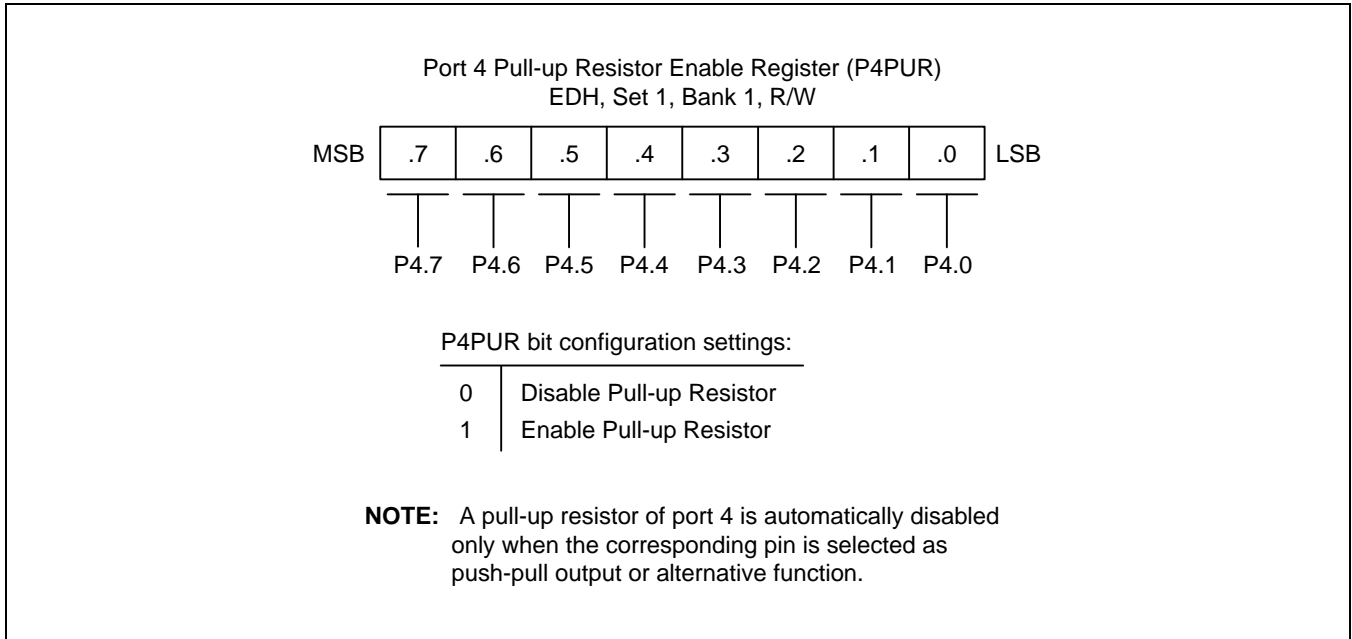 Port 4 Pull-up Resistor Enable Register (P4PUR)
EDH, Set 1, Bank 1, R/W
MSB .7 .6 .5 .4 .3 .2 .1 .0 LSB
P4.7 P4.6 P4.5 P4.4 P4.3 P4.2 P4.1 P4.0
P4PUR bit configuration settings:
0 Disable Pull-up Resistor
1 Enable Pull-up Resistor
NOTE: A pull-up resistor of port 4 is automatically disabled
only when the corresponding pin is selected as
push-pull output or alternative function.